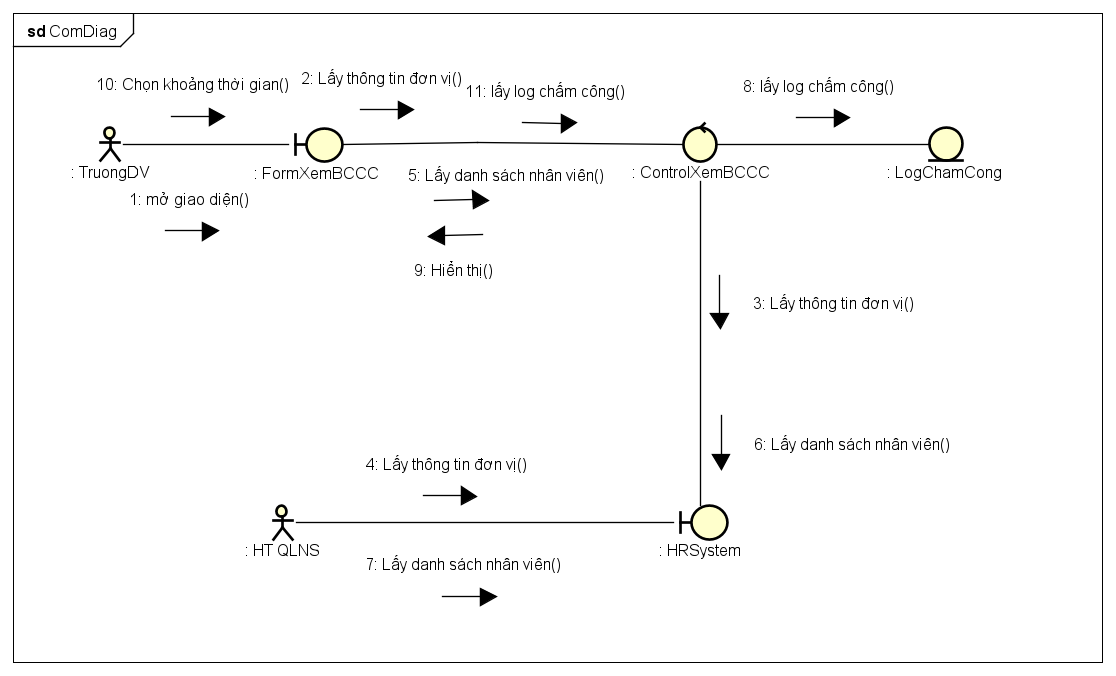 sd ComDiag
10: Chọn khoảng thời gian()
2: Lấy thông tin đơn vị()
11: lấy log chấm công()
8: lấy log chấm công()
: TruongDV
: FormXemBCCC
: ControlXemBCCC
: LogChamCong
1: mở giao diện()
5: Lấy danh sách nhân viên()
9: Hiển thị()
3: Lấy thông tin đơn vị()
6: Lấy danh sách nhân viên()
4: Lấy thông tin đơn vị()
: HT QLNS
: HRSystem
7: Lấy danh sách nhân viên()